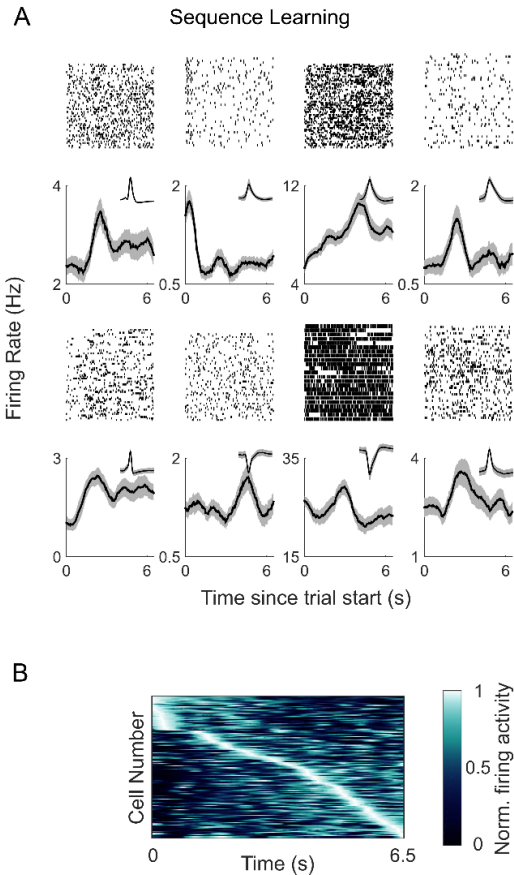 A
Sequence Learning
Firing Rate (Hz)
4 2 12 2
2 0.5 4 0.5
0 6 0 6 0 6 0 6
3 2 35 4
0 0.5 15 1
0 6 0 6 0 6 0 6
Time since trial start (s)
B
Cell Number
0 6.5
Time (s)
1
0.5
0
Norm. firing activity